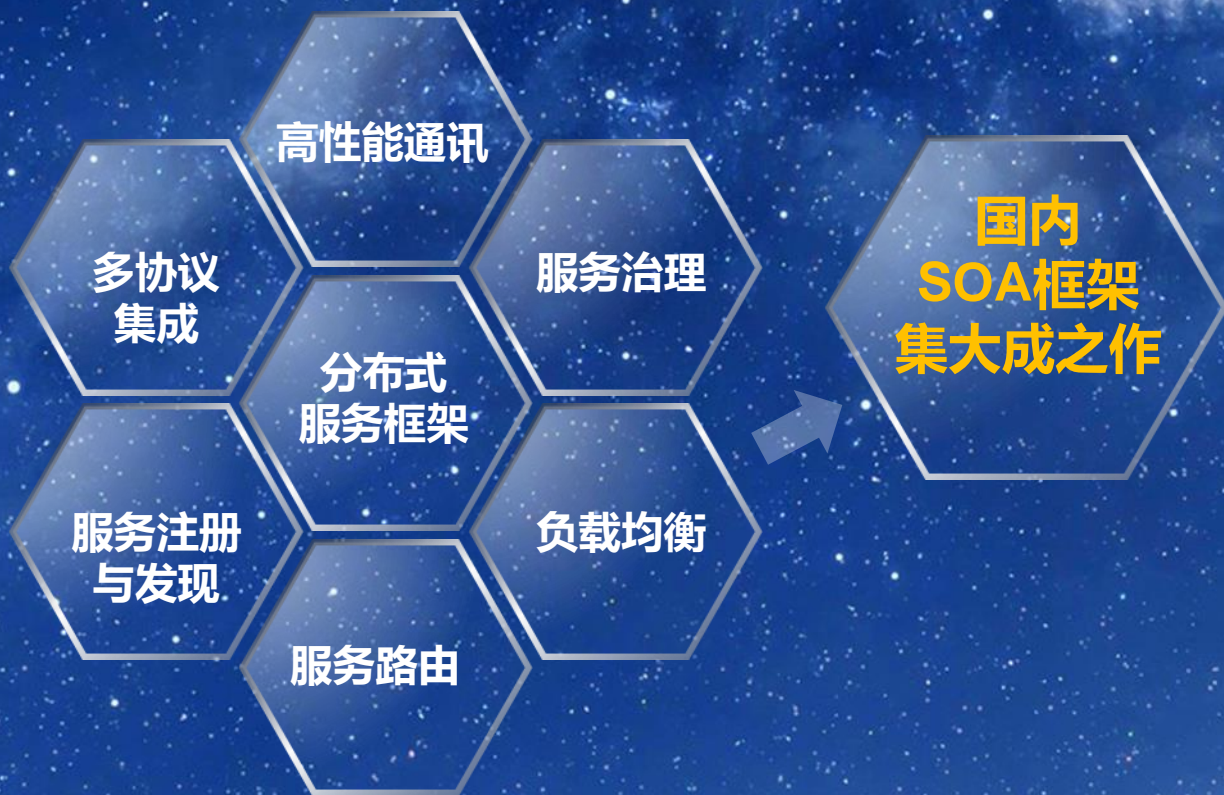 高性能通讯
多协议
集成
服务治理
分布式
服务框架
服务注册
与发现
负载均衡
服务路由
国内
SOA框架
集大成之作